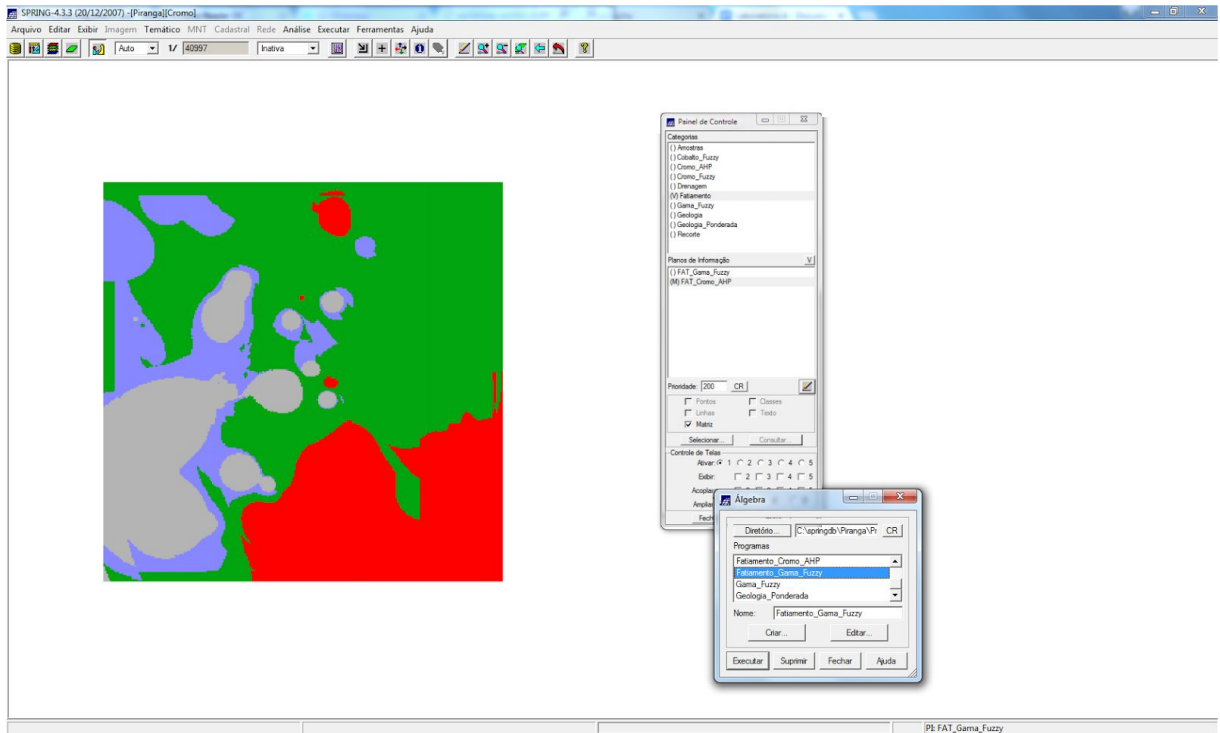 SPRING-4.3.3 (20/12/2007) -[Piranga][Cromo]
Arquivo Editar Exibir Imagem Temático MNT Cadastral Rede Análise Executar Ferramentas Ajuda
Auto 1/ 40997 Inativa
Painel de Controle
Categorias
( ) Amostras
( ) Cobalto_Fuzzy
( ) Cromo_AHP
( ) Cromo_Fuzzy
( ) Drenagem
(V) Fatiamento
( ) Gama_Fuzzy
( ) Geologia
( ) Geologia_Ponderada
( ) Recorte
Planos de Informação V
( ) FAT_Gama_Fuzzy
(M) FAT_Cromo_AHP
Prioridade: 200 CR
Pontos Classes
Linhas Texto
Matriz
Selecionar... Consultar...
Controle de Telas
Ativar: 1 2 3 4 5
Exibir: 2 3 4 5
Álgebra
Diretório... C:\springdb\Piranga\Pr CR
Programas
Fatiamento_Cromo_AHP
Fatiamento_Gama_Fuzzy
Gama_Fuzzy
Geologia_Ponderada
Nome: Fatiamento_Gama_Fuzzy
Criar... Editar...
Executar Suprimir Fechar Ajuda
PI: FAT_Gama_Fuzzy